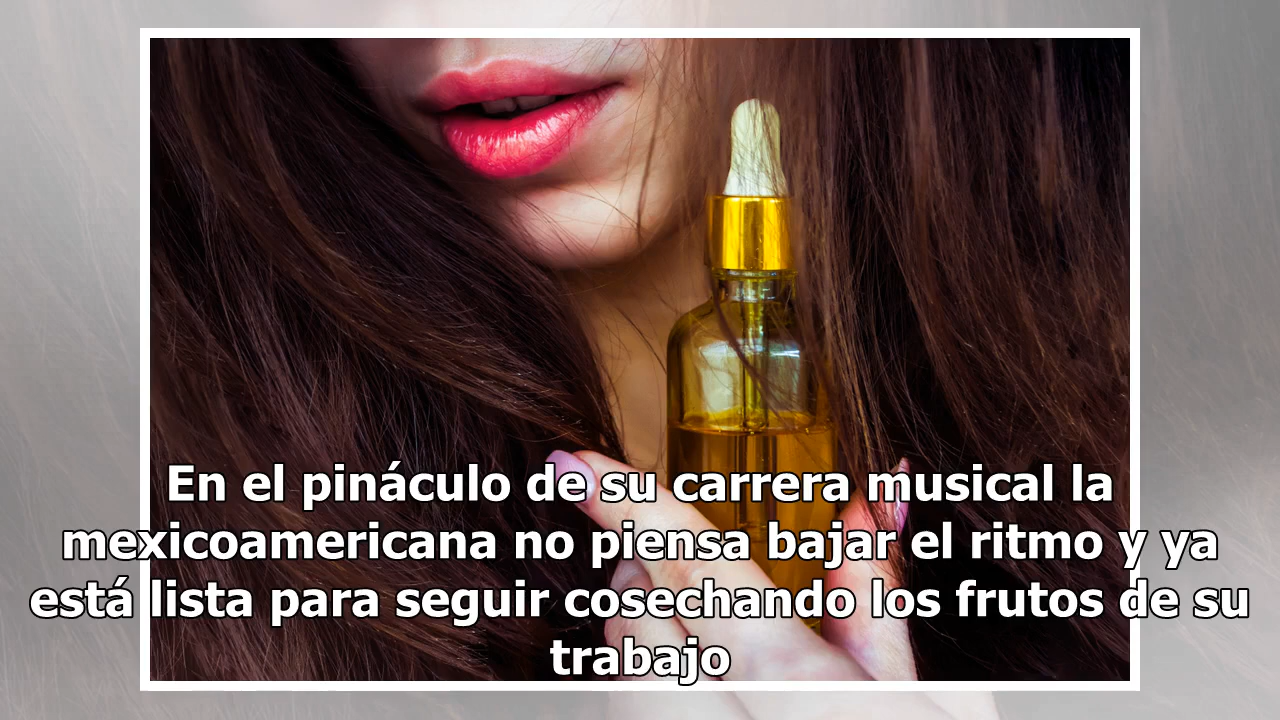 En el pináculo de su carrera musical la
mexicoamericana no piensa bajar el ritmo y ya
está lista para seguir cosechando los frutos de su
trabajo